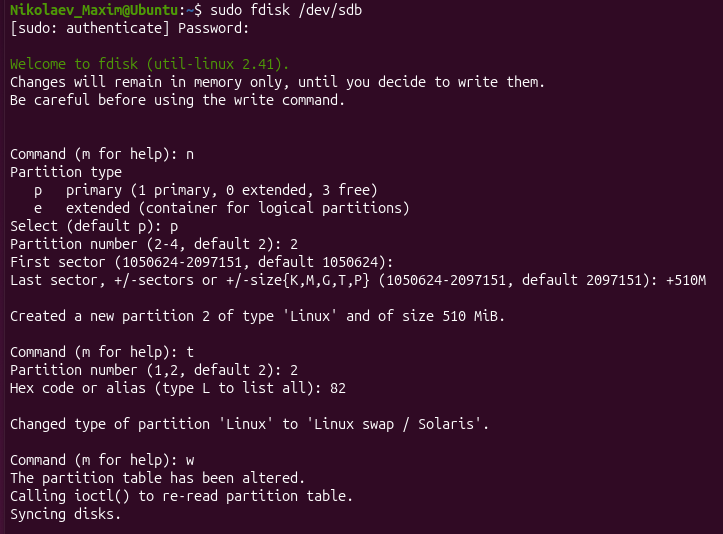 Nikolaev_Maxim@Ubuntu:~$ sudo fdisk /dev/sdb
[sudo: authenticate] Password:
Welcome to fdisk (util-linux 2.41).
Changes will remain in memory only, until you decide to write them.
Be careful before using the write command.
Command (m for help): n
Partition type
   p   primary (1 primary, 0 extended, 3 free)
   e   extended (container for logical partitions)
Select (default p): p
Partition number (2-4, default 2): 2
First sector (1050624-2097151, default 1050624):
Last sector, +/-sectors or +/-size{K,M,G,T,P} (1050624-2097151, default 2097151): +510M
Created a new partition 2 of type 'Linux' and of size 510 MiB.
Command (m for help): t
Partition number (1,2, default 2): 2
Hex code or alias (type L to list all): 82
Changed type of partition 'Linux' to 'Linux swap / Solaris'.
Command (m for help): w
The partition table has been altered.
Calling ioctl() to re-read partition table.
Syncing disks.